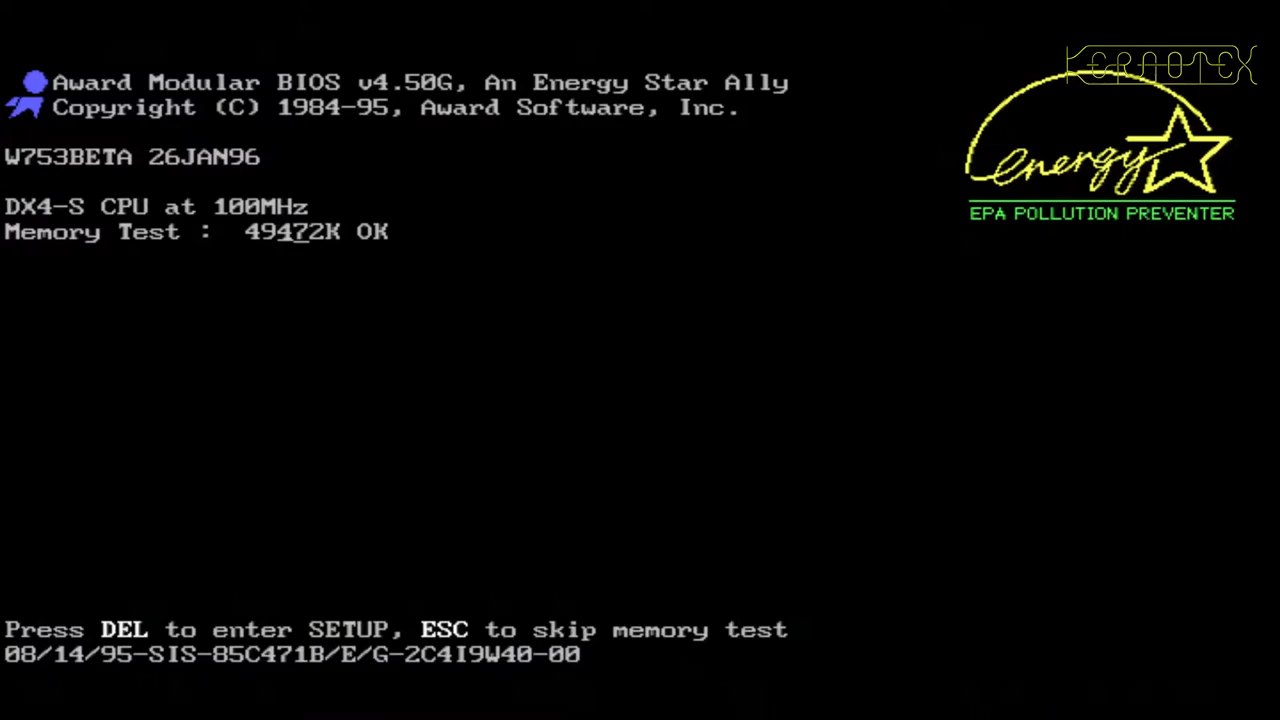 Award Modular BIOS v4.50G, An Energy Star Ally
Copyright (C) 1984-95, Award Software, Inc.
KERNOTEX
energy
EPA POLLUTION PREVENTER
W753BETA 26JAN96
DX4-S CPU at 100MHz
Memory Test : 49472K OK
Press DEL to enter SETUP, ESC to skip memory test
08/14/95-SIS-85C471B/E/G-2C4I9W40-00